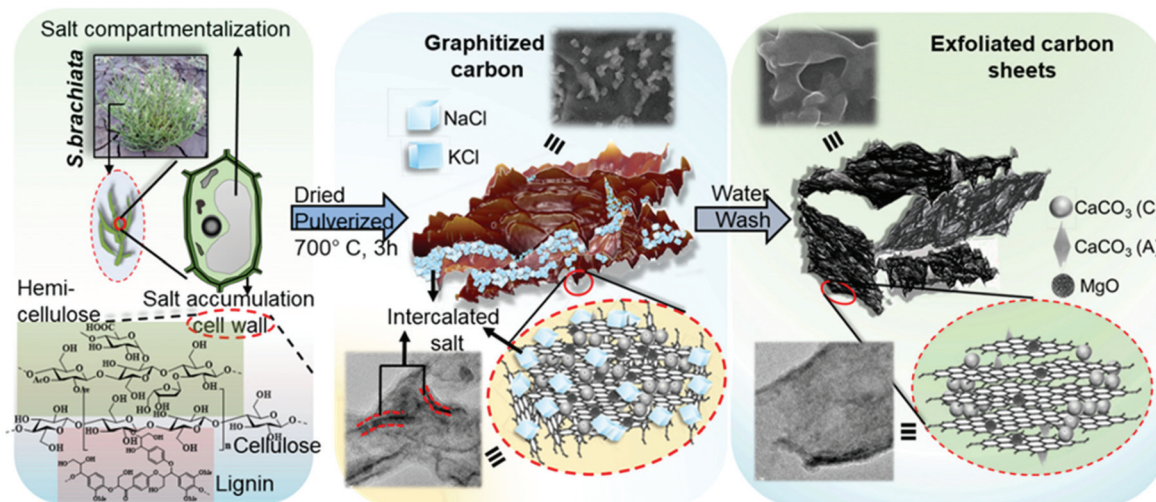 Salt compartmentalization
S.brachiata
Hemi-
cellulose
Salt accumulation
cell wall
Cellulose
Lignin
Dried
Pulverized
700° C, 3h
Graphitized
carbon
NaCl
KCl
Intercalated
salt
Water
Wash
Exfoliated carbon
sheets
CaCO₃ (C)
CaCO₃ (A)
MgO